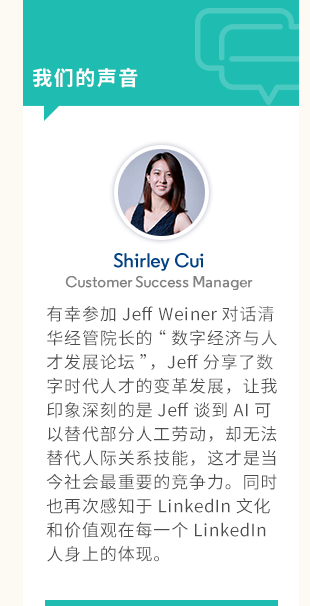 我们的声音
Shirley Cui
Customer Success Manager
有幸参加 Jeff Weiner 对话清
华经管院长的 “ 数字经济与人
才发展论坛 ”，Jeff 分享了数
字时代人才的变革发展，让我
印象深刻的是 Jeff 谈到 AI 可
以替代部分人工劳动，却无法
替代人际关系技能，这才是当
今社会最重要的竞争力。同时
也再次感知于 LinkedIn 文化
和价值观在每一个 LinkedIn
人身上的体现。